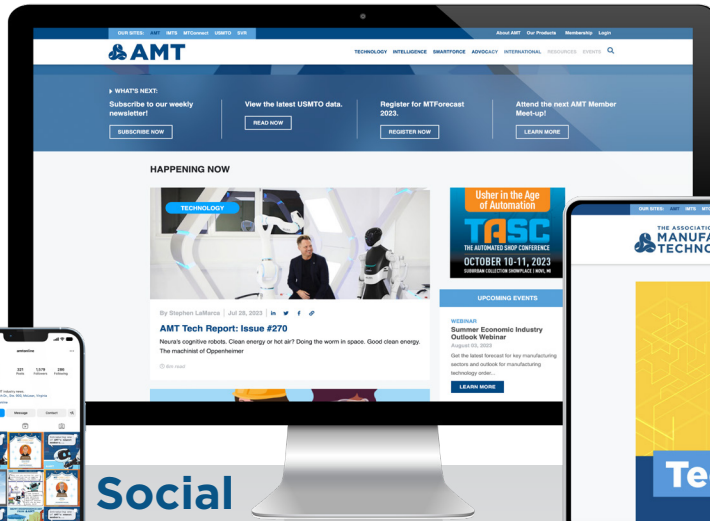 OUR SITES: AMT IMTS MTConnect USMTO SVR
About AMT Our Products Membership Login
AMT
TECHNOLOGY INTELLIGENCE SMARTFORCE ADVOCACY INTERNATIONAL RESOURCES EVENTS
WHAT'S NEXT:
Subscribe to our weekly
newsletter!
SUBSCRIBE NOW
View the latest USMTO data.
READ NOW
Register for MTForecast
2023.
REGISTER NOW
Attend the next AMT Member
Meet-up!
LEARN MORE
HAPPENING NOW
TECHNOLOGY
By Stephen LaMarca | Jul 28, 2023
AMT Tech Report: Issue #270
Neura's cognitive robots. Clean energy or hot air? Doing the worm in space. Good clean energy.
The machinist of Oppenheimer
6m read
Usher in the Age
of Automation
TASC
THE AUTOMATED SHOP CONFERENCE
OCTOBER 10-11, 2023
SUBURBAN COLLECTION SHOWPLACE | NOVI, MI
UPCOMING EVENTS
WEBINAR
Summer Economic Industry
Outlook Webinar
August 03, 2023
Get the latest forecast for key manufacturing
sectors and outlook for manufacturing
technology order...
LEARN MORE
OUR SITES: AMT IMTS
THE ASSOCIATIO
MANUFA
TECHNO
Te
amtonline
Posts Followers Following
Message Contact
Social